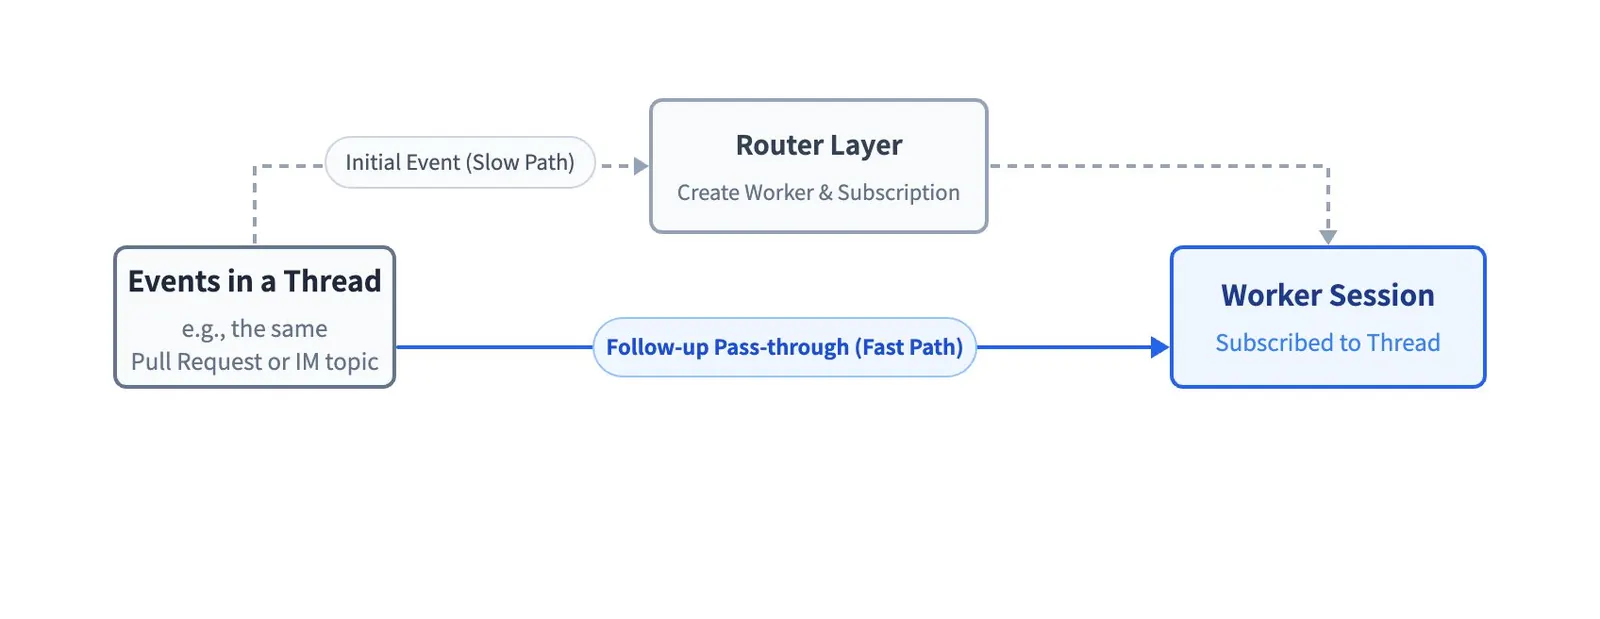 Router Layer
Initial Event (Slow Path)
Create Worker & Subscription
Events in a Thread
e.g., the same
Pull Request or IM topic
Follow-up Pass-through (Fast Path)
Worker Session
Subscribed to Thread